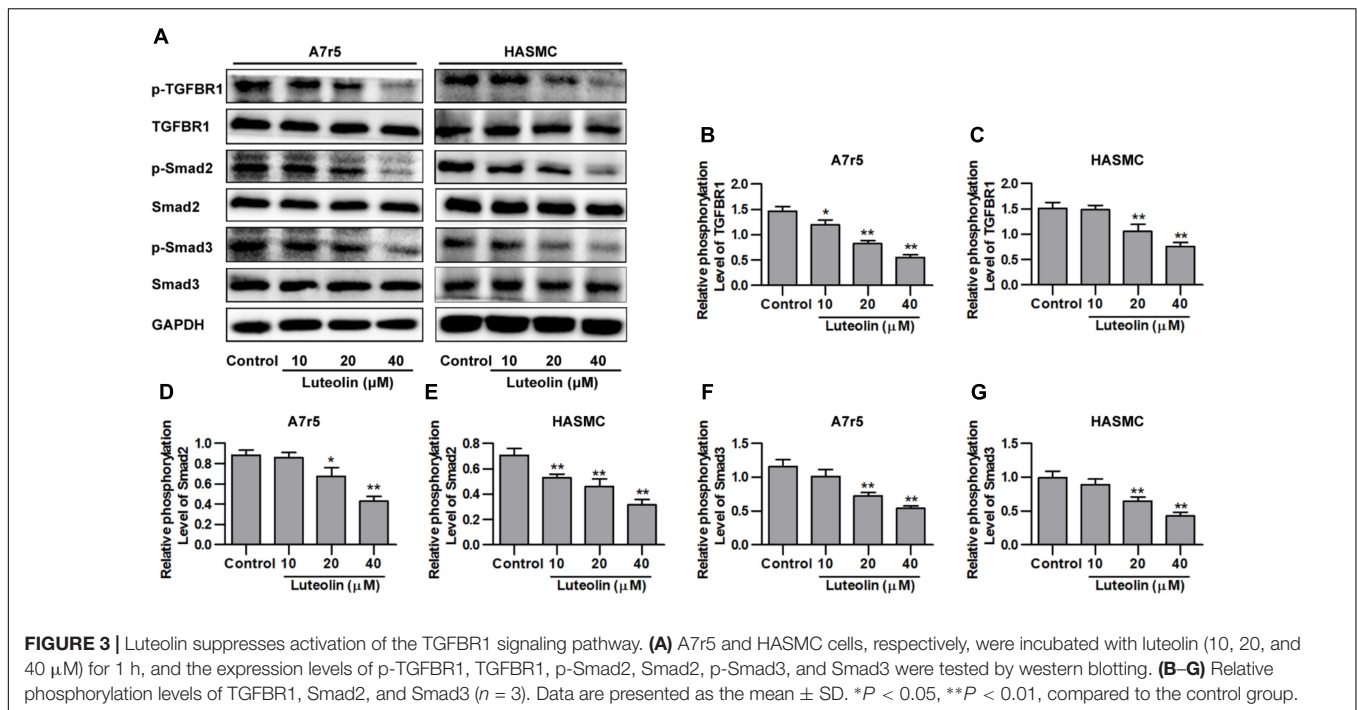 A
A7r5 HASMC
p-TGFBR1
TGFBR1
p-Smad2
Smad2
p-Smad3
Smad3
GAPDH
Control 10 20 40 Control 10 20 40
Luteolin (µM) Luteolin (µM)
B
A7r5
Relative phosphorylation
Level of TGFBR1
2.0
1.5
1.0
0.5
0.0
* ** **
Control 10 20 40
Luteolin (μM)
C
HASMC
Relative phosphorylation
Level of TGFBR1
2.0
1.5
1.0
0.5
0.0
** **
Control 10 20 40
Luteolin (μM)
D
A7r5
Relative phosphorylation
Level of Smad2
1.0
0.8
0.6
0.4
0.2
0.0
* **
Control 10 20 40
Luteolin (μM)
E
HASMC
Relative phosphorylation
Level of Smad2
0.8
0.6
0.4
0.2
0.0
** ** **
Control 10 20 40
Luteolin (μM)
F
A7r5
Relative phosphorylation
Level of Smad3
1.5
1.0
0.5
0.0
** **
Control 10 20 40
Luteolin (μM)
G
HASMC
Relative phosphorylation
Level of Smad3
1.5
1.0
0.5
0.0
** **
Control 10 20 40
Luteolin (μM)
FIGURE 3 | Luteolin suppresses activation of the TGFBR1 signaling pathway. (A) A7r5 and HASMC cells, respectively, were incubated with luteolin (10, 20, and
40 μM) for 1 h, and the expression levels of p-TGFBR1, TGFBR1, p-Smad2, Smad2, p-Smad3, and Smad3 were tested by western blotting. (B–G) Relative
phosphorylation levels of TGFBR1, Smad2, and Smad3 (n = 3). Data are presented as the mean ± SD. *P < 0.05, **P < 0.01, compared to the control group.